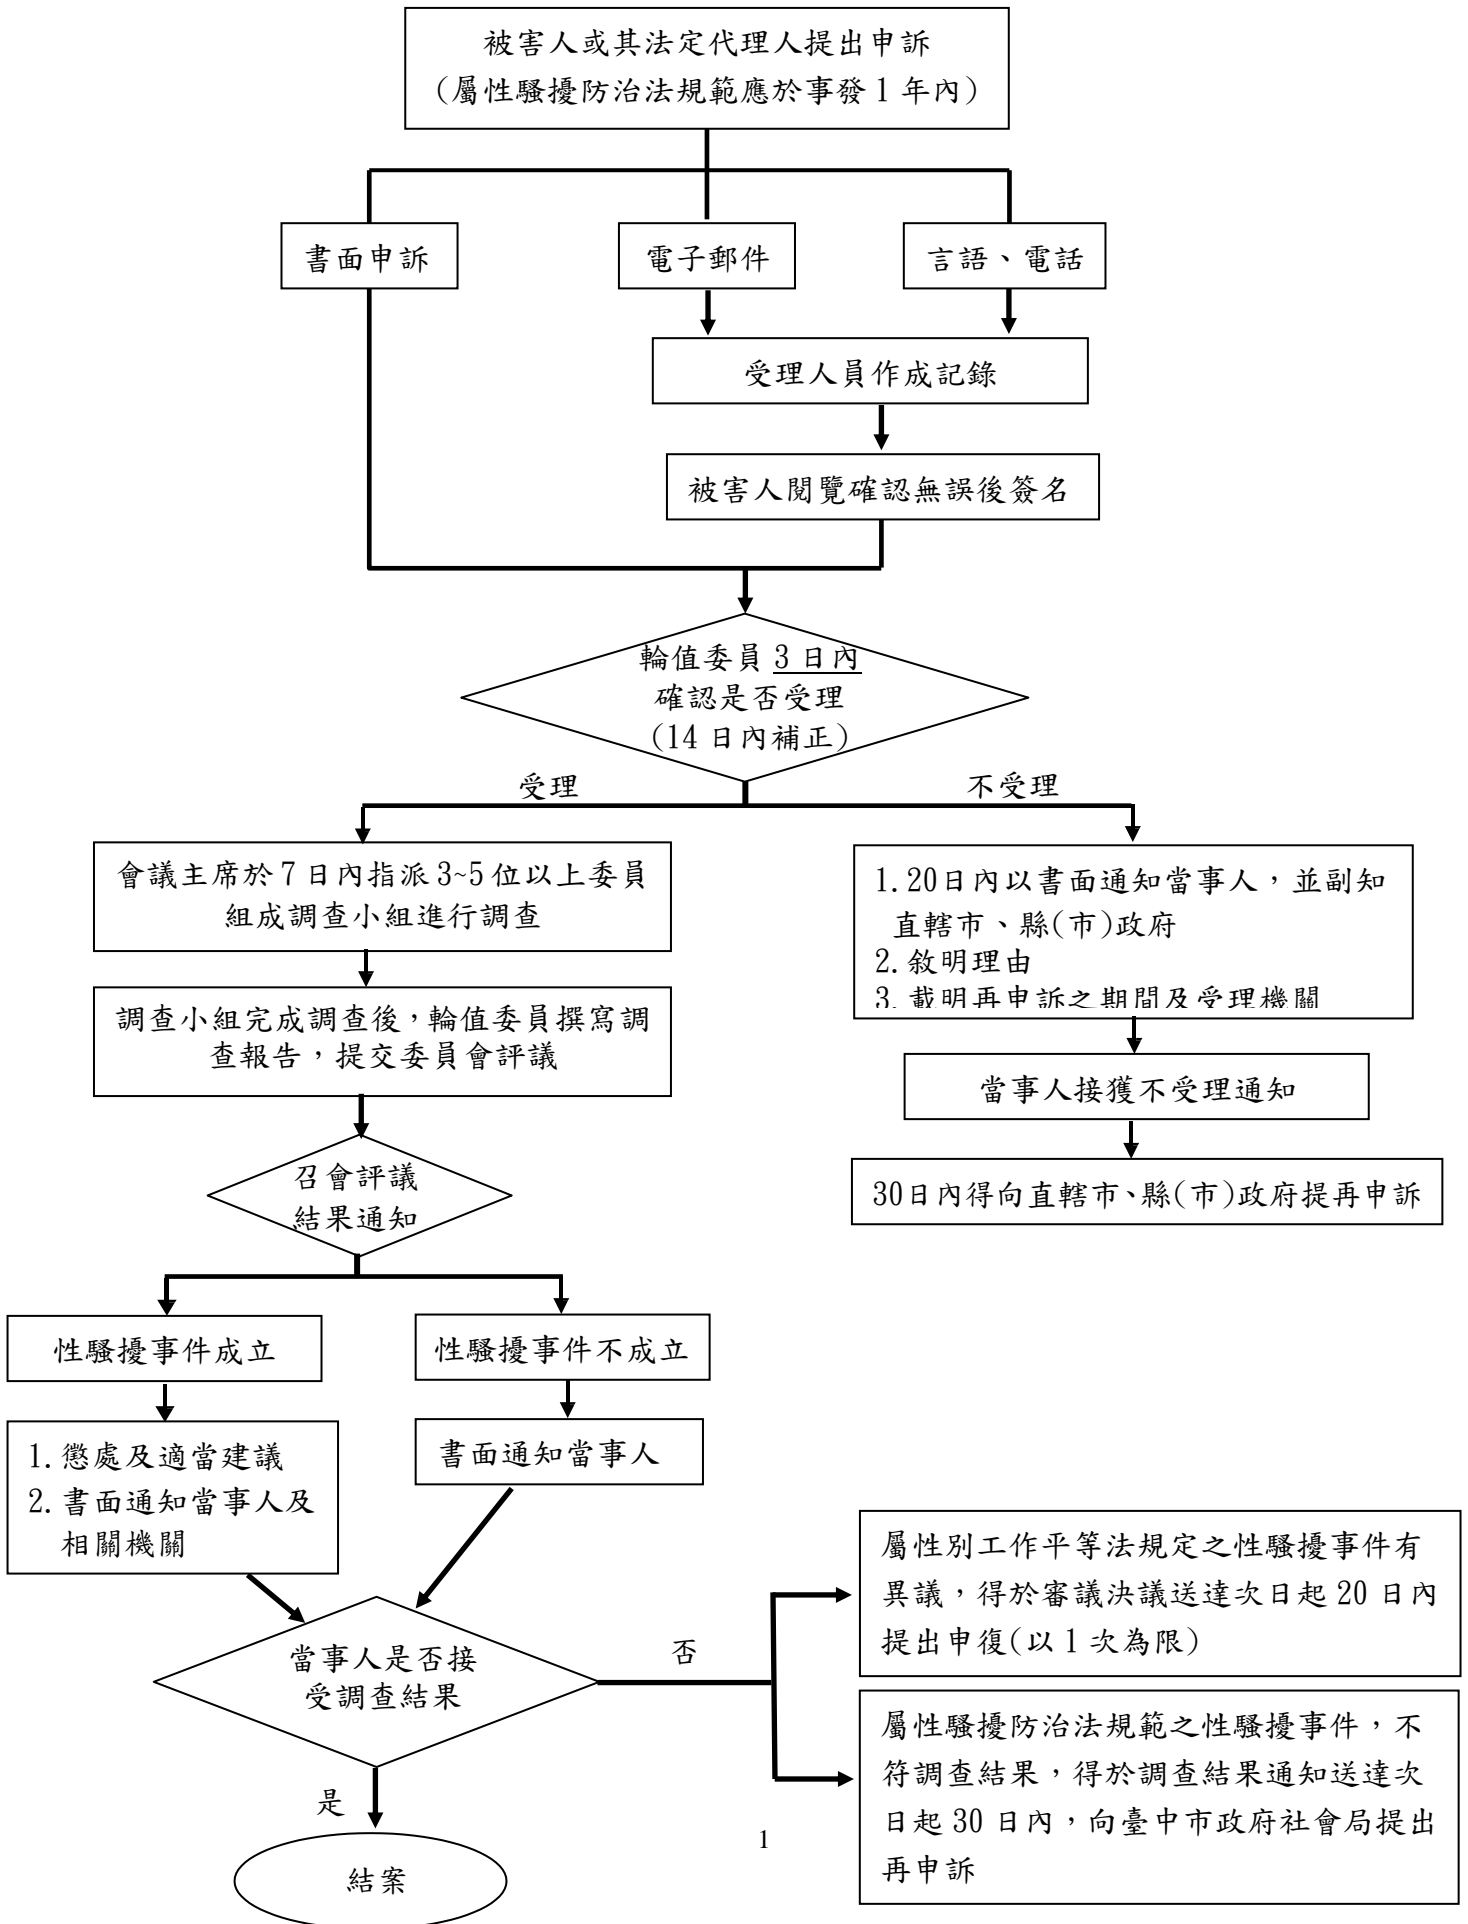 被害人或其法定代理人提出申訴
(屬性騷擾防治法規範應於事發 1 年內)
書面申訴
電子郵件
言語、電話
受理人員作成記錄
被害人閱覽確認無誤後簽名
輪值委員 3 日內
確認是否受理
(14 日內補正)
受理
不受理
會議主席於 7 日內指派 3~5 位以上委員
組成調查小組進行調查
調查小組完成調查後，輪值委員撰寫調
查報告，提交委員會評議
召會評議
結果通知
1.20日內以書面通知當事人，並副知
直轄市、縣(市)政府
2.敘明理由
3.載明再申訴之期間及受理機關
當事人接獲不受理通知
30日內得向直轄市、縣(市)政府提再申訴
性騷擾事件成立
性騷擾事件不成立
1.懲處及適當建議
2.書面通知當事人及
相關機關
書面通知當事人
當事人是否接
受調查結果
否
是
結案
屬性別工作平等法規定之性騷擾事件有
異議，得於審議決議送達次日起 20 日內
提出申復(以 1 次為限)
屬性騷擾防治法規範之性騷擾事件，不
符調查結果，得於調查結果通知送達次
日起 30 日內，向臺中市政府社會局提出
再申訴
1